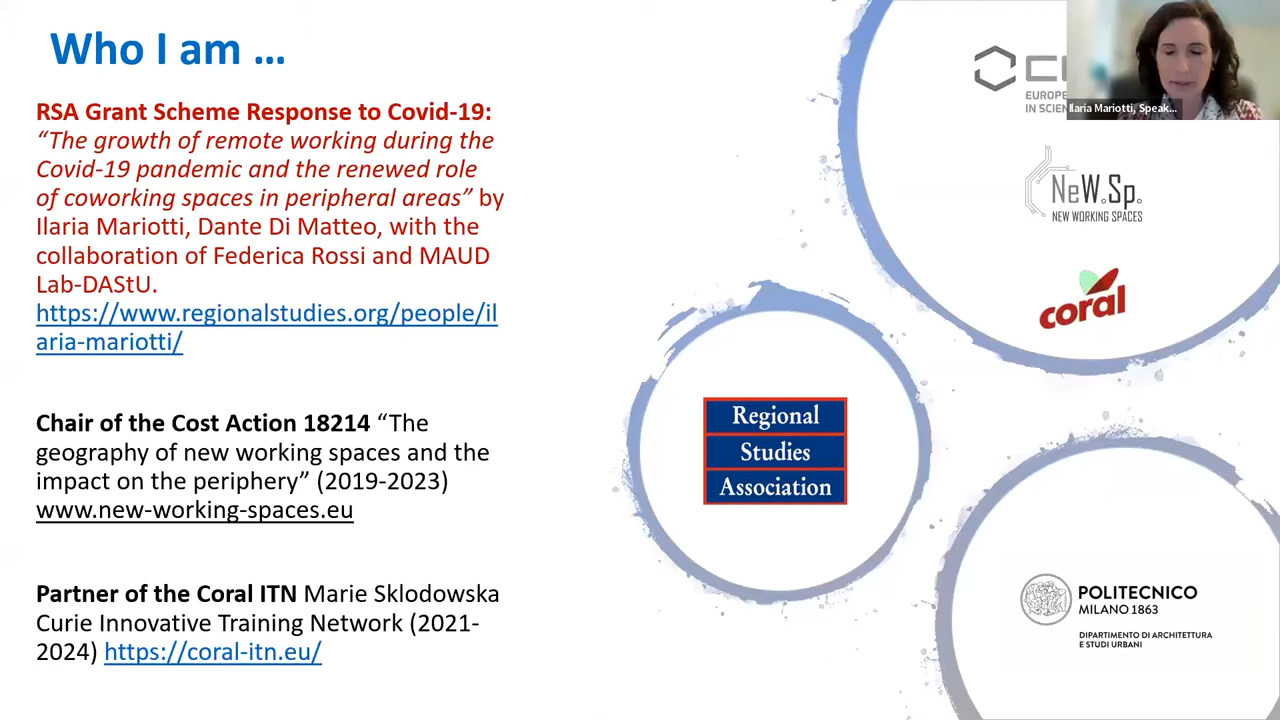 Who I am ...
RSA Grant Scheme Response to Covid-19:
“The growth of remote working during the
Covid-19 pandemic and the renewed role
of coworking spaces in peripheral areas” by
Ilaria Mariotti, Dante Di Matteo, with the
collaboration of Federica Rossi and MAUD
Lab-DAStU.
https://www.regionalstudies.org/people/il
aria-mariotti/
Chair of the Cost Action 18214 “The
geography of new working spaces and the
impact on the periphery” (2019-2023)
www.new-working-spaces.eu
Partner of the Coral ITN Marie Sklodowska
Curie Innovative Training Network (2021-
2024) https://coral-itn.eu/
Ilaria Mariotti, Speak...
NeW.Sp.
NEW WORKING SPACES
coral
Regional
Studies
Association
POLITECNICO
MILANO 1863
DIPARTIMENTO DI ARCHITETTURA
E STUDI URBANI